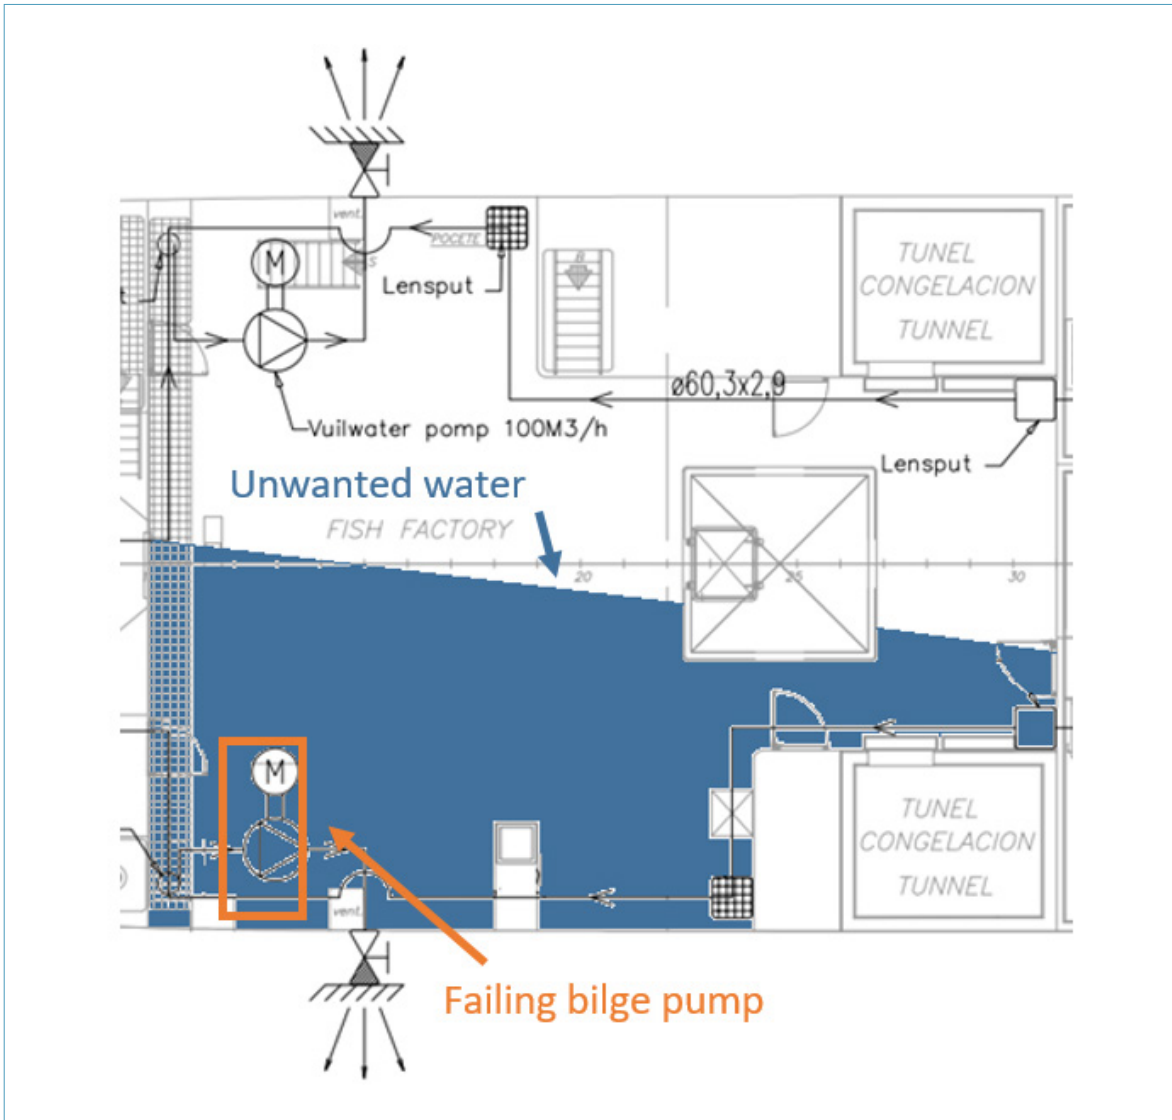 vent.
POCETE
S
M
Lensput
t
B
TUNEL
CONGELACION
TUNNEL
ø60,3x2,9
Vuilwater pomp 100M3/h
Lensput
Unwanted water
FISH FACTORY
20
25
30
M
TUNEL
CONGELACION
TUNNEL
vent.
Failing bilge pump